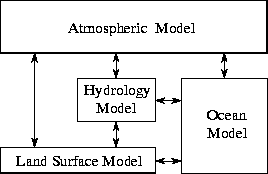 Atmospheric Model
Hydrology
Model
Ocean
Model
Land Surface Model